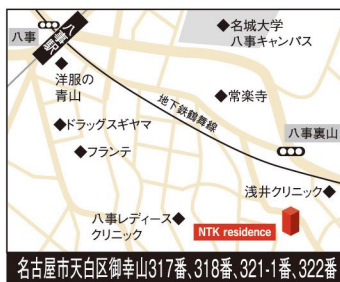 八事
八事駅
◆名城大学
八事キャンパス
洋服の
青山
地下鉄鶴舞線
◆常楽寺
◆ドラッグスギヤマ
◆フランテ
八事裏山
浅井クリニック◆
八事レディース◆
クリニック
NTK residence
名古屋市天白区御幸山317番、318番、321-1番、322番